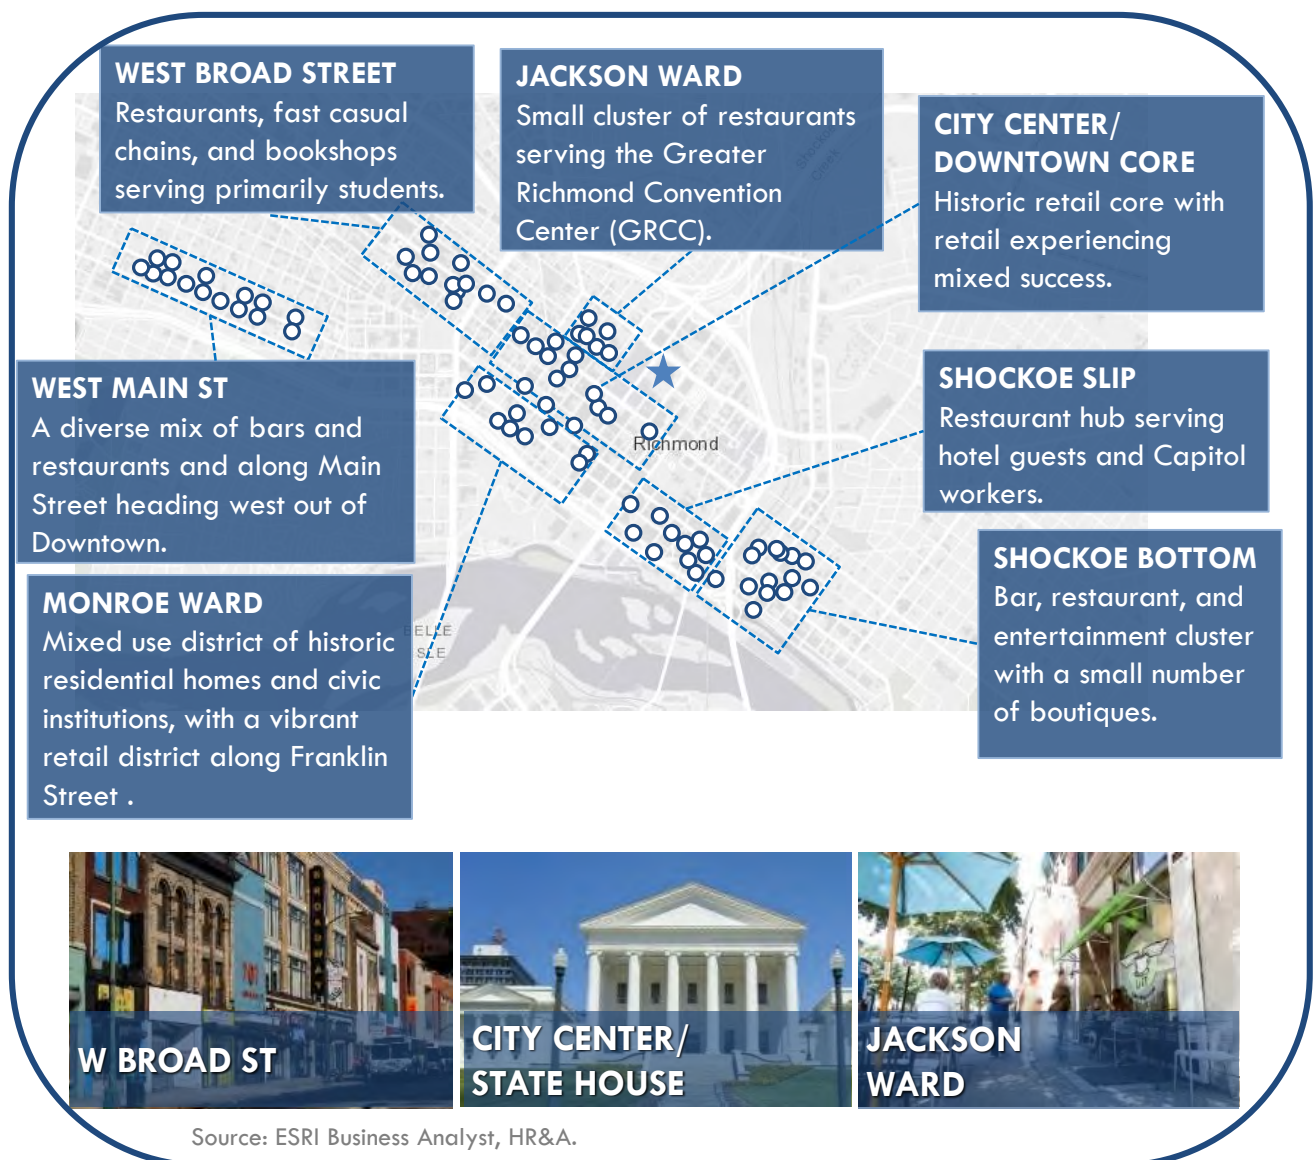 WEST BROAD STREET
Restaurants, fast casual
chains, and bookshops
serving primarily students.
JACKSON WARD
Small cluster of restaurants
serving the Greater
Richmond Convention
Center (GRCC).
CITY CENTER/
DOWNTOWN CORE
Historic retail core with
retail experiencing
mixed success.
WEST MAIN ST
A diverse mix of bars and
restaurants and along Main
Street heading west out of
Downtown.
SHOCKOE SLIP
Restaurant hub serving
hotel guests and Capitol
workers.
Richmond
MONROE WARD
Mixed use district of historic
residential homes and civic
institutions, with a vibrant
retail district along Franklin
Street .
SHOCKOE BOTTOM
Bar, restaurant, and
entertainment cluster
with a small number
of boutiques.
BELLE
SLE
W BROAD ST
CITY CENTER/
STATE HOUSE
JACKSON
WARD
Source: ESRI Business Analyst, HR&A.